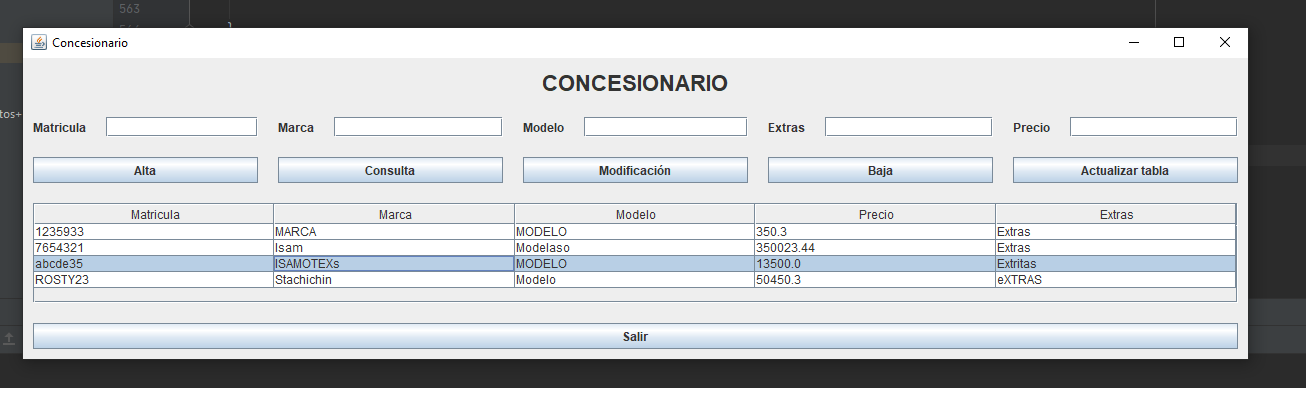 563
Concesionario
CONCESIONARIO
Matricula Marca Modelo Extras Precio
tos+
Alta Consulta Modificación Baja Actualizar tabla
Matricula Marca Modelo Precio Extras
1235933 MARCA MODELO 350.3 Extras
7654321 Isam Modelaso 350023.44 Extras
abcde35 ISAMOTEXs MODELO 13500.0 Extritas
ROSTY23 Stachichin Modelo 50450.3 eXTRAS
Salir